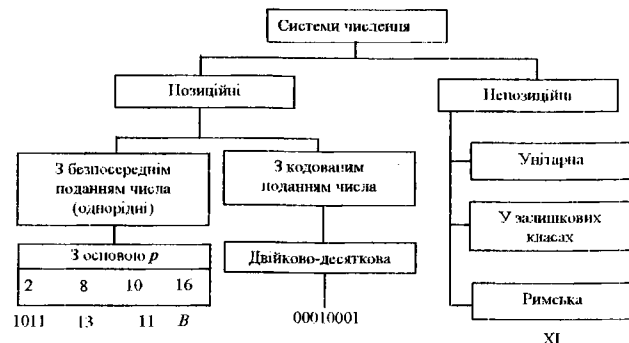 Системи числення
Позиційні
Непозиційні
З безпосереднім
поданням числа
(однорідні)
З кодованим
поданням числа
Унітарна
У залишкових
класах
З основою p
2 8 10 16
Двійково-десяткова
Римська
1011 13 11 B
00010001
XI